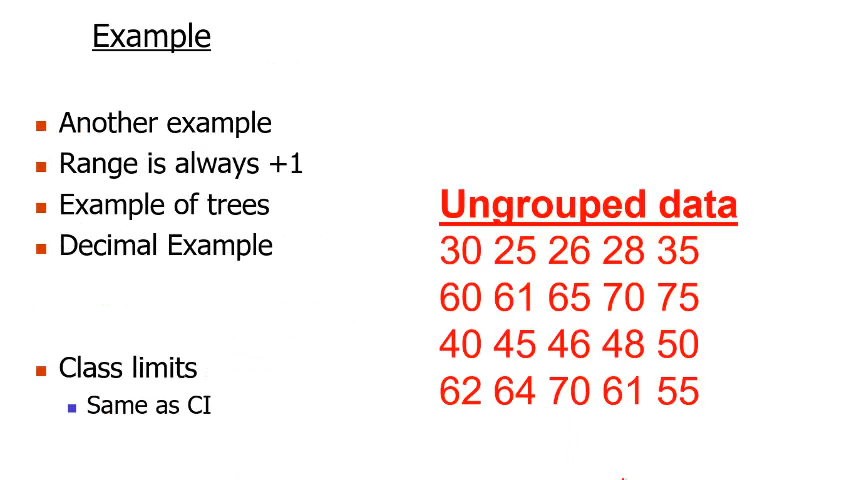 Example
Another example
Range is always +1
Example of trees
Decimal Example
Class limits
Same as CI
Ungrouped data
30 25 26 28 35
60 61 65 70 75
40 45 46 48 50
62 64 70 61 55